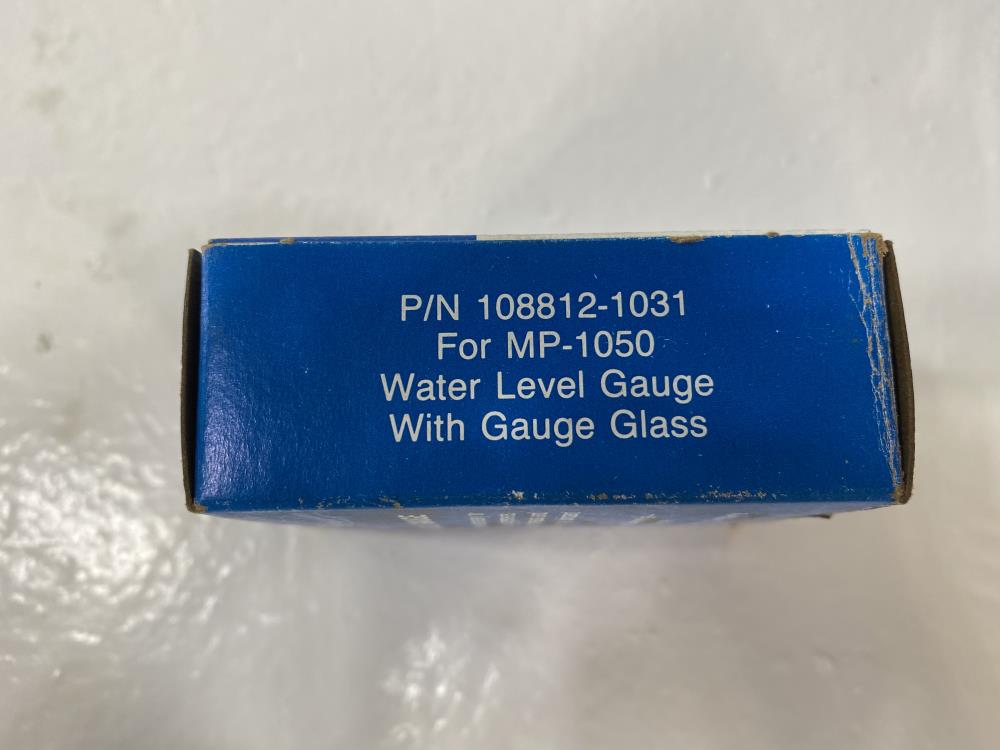 P/N 108812-1031
For MP-1050
Water Level Gauge
With Gauge Glass